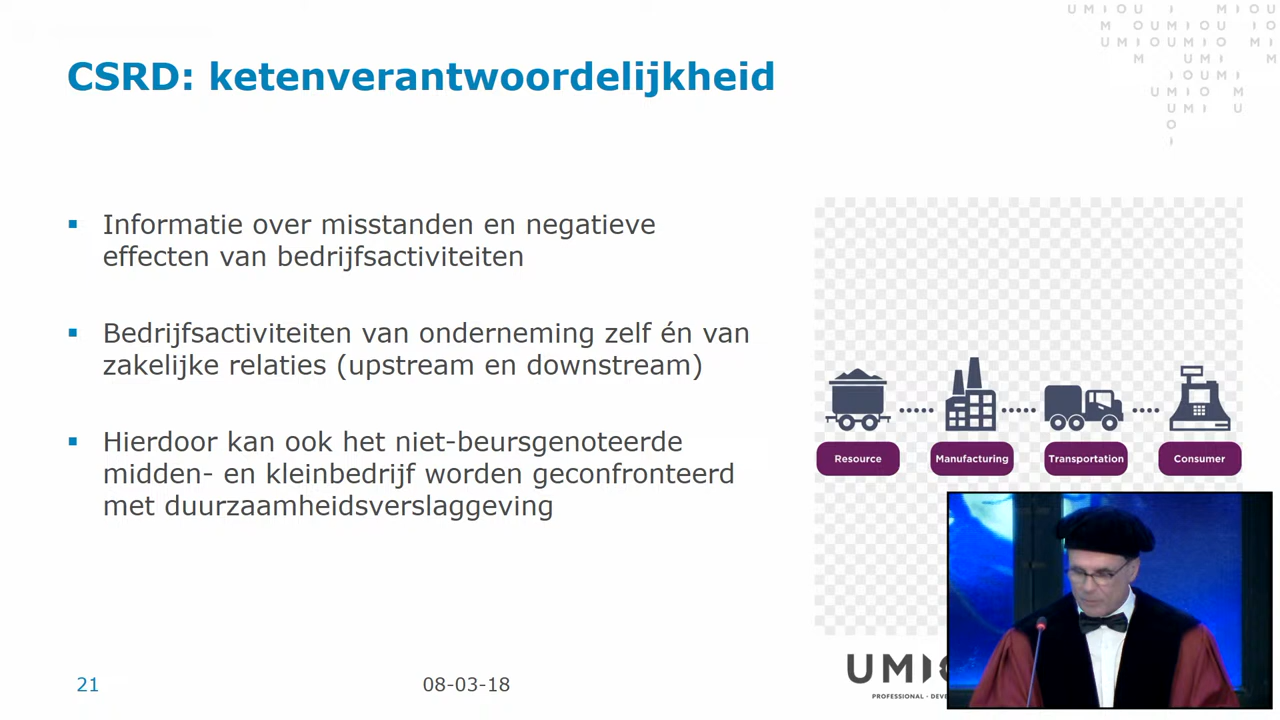 CSRD: ketenverantwoordelijkheid
Informatie over misstanden en negatieve
effecten van bedrijfsactiviteiten
Bedrijfsactiviteiten van onderneming zelf én van
zakelijke relaties (upstream en downstream)
Hierdoor kan ook het niet-beursgenoteerde
midden- en kleinbedrijf worden geconfronteerd
met duurzaamheidsverslaggeving
Resource
Manufacturing
Transportation
Consumer
21
08-03-18